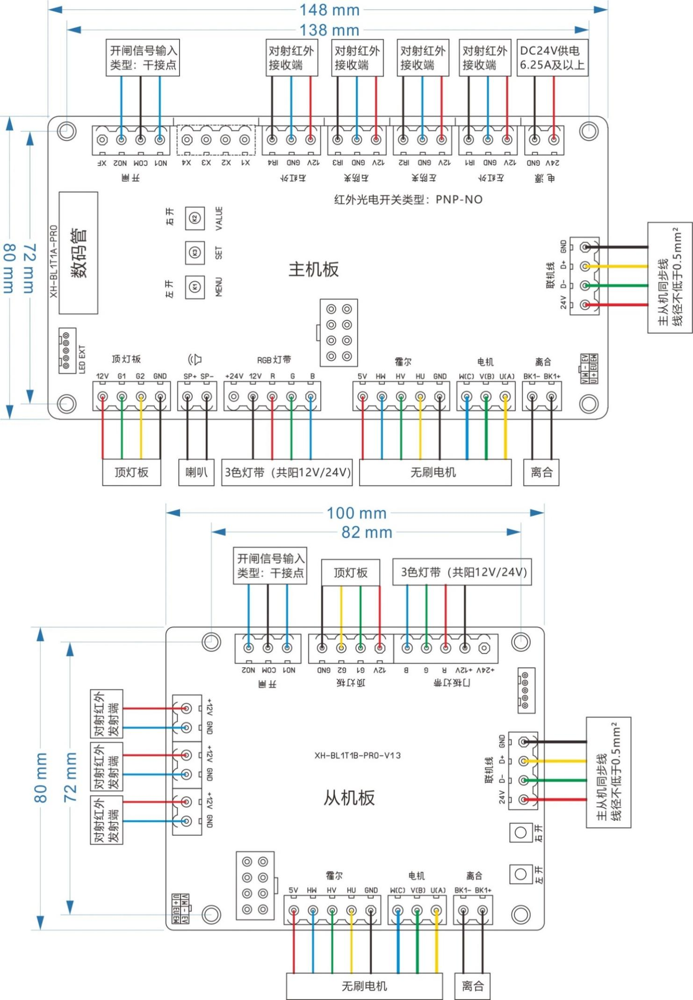 148 mm
138 mm
开闸信号输入
类型：干接点
对射红外
接收端
对射红外
接收端
对射红外
接收端
对射红外
接收端
DC24V供电
6.25A及以上
XF NO2 COM NO1
开闸
X4 X3 X2 X1
IR4 GND 12V
右红外
IR3 GND 12V
右防夹
IR2 GND 12V
左防夹
IR1 GND 12V
左红外
GND 24V
电源
红外光电开关类型：PNP-NO
80 mm
72 mm
XH-BL1T1A-PRO
数码管
右开
K2
VALUE
K3
SET
左开
K1
MENU
主机板
联机线
GND
D+
D-
24V
主从机同步线
线径不低于0.5mm²
LED EXT
顶灯板
12V G1 G2 GND
SP+ SP-
RGB灯带
+24V 12V R G B
霍尔
5V HW HV HU GND
电机
W(C) V(B) U(A)
离合
BK1- BK1+
V W - EV
U + EU EW
顶灯板
喇叭
3色灯带（共阳12V/24V)
无刷电机
离合
100 mm
82 mm
开闸信号输入
类型：干接点
顶灯板
3色灯带（共阳12V/24V)
NO2 COM NO1
开闸
GND G2 G1 12V
顶灯板
B G R +12V +24V
门板灯带
80 mm
72 mm
对射红外
发射端
+12V
GND
对射红外
发射端
+12V
GND
对射红外
发射端
+12V
GND
XH-BL1T1B-PRO-V13
从机板
联机线
GND
D+
D-
24V
主从机同步线
线径不低于0.5mm²
右开
左开
V W - EV
U + EU EW
霍尔
5V HW HV HU GND
电机
W(C) V(B) U(A)
离合
BK1- BK1+
无刷电机
离合